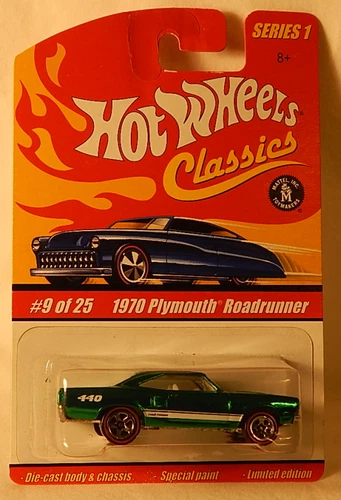 SERIES 1
8+
HOT WHEELS
Classics
MATTEL, INC.
M
TOYMAKERS
#9 of 25 1970 Plymouth® Roadrunner
440
Die-cast body & chassis · Special paint · Limited edition